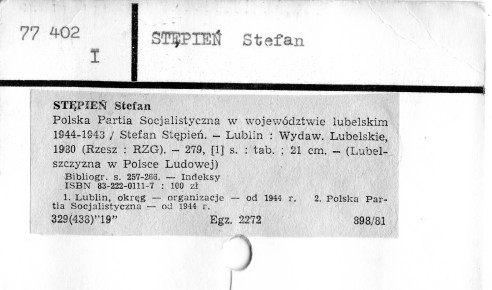 77 402
I
STĘPIEŃ Stefan
STĘPIEŃ Stefan
Polska Partia Socjalistyczna w województwie lubelskim
1944-1943 / Stefan Stępień. — Lublin : Wydaw. Lubelskie,
1980 (Rzesz : RZG). — 279, [1] s. : tab. ; 21 cm. — (Lubel-
szczyzna w Polsce Ludowej)
Bibliogr. s. 257-266. — Indeksy
ISBN 83-222-0111-7 : 100 zł
1. Lublin, okręg — organizacje — od 1944 r. 2. Polska Par-
tia Socjalistyczna — od 1944 r.
329(438)"19" Egz. 2272 898/81